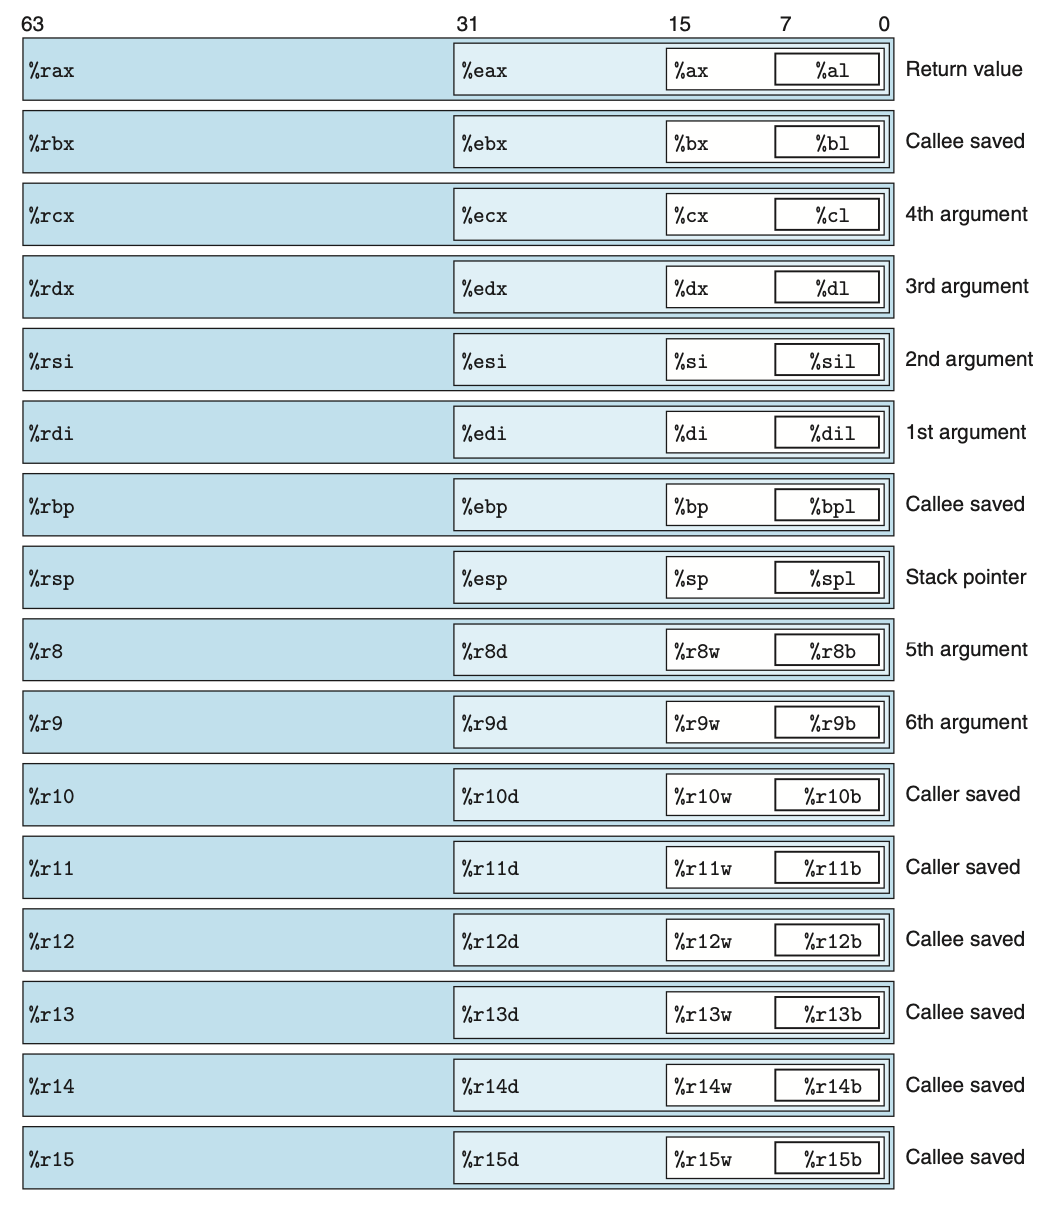 63 31 15 7 0
%rax %eax %ax %al Return value
%rbx %ebx %bx %bl Callee saved
%rcx %ecx %cx %cl 4th argument
%rdx %edx %dx %dl 3rd argument
%rsi %esi %si %sil 2nd argument
%rdi %edi %di %dil 1st argument
%rbp %ebp %bp %bpl Callee saved
%rsp %esp %sp %spl Stack pointer
%r8 %r8d %r8w %r8b 5th argument
%r9 %r9d %r9w %r9b 6th argument
%r10 %r10d %r10w %r10b Caller saved
%r11 %r11d %r11w %r11b Caller saved
%r12 %r12d %r12w %r12b Callee saved
%r13 %r13d %r13w %r13b Callee saved
%r14 %r14d %r14w %r14b Callee saved
%r15 %r15d %r15w %r15b Callee saved